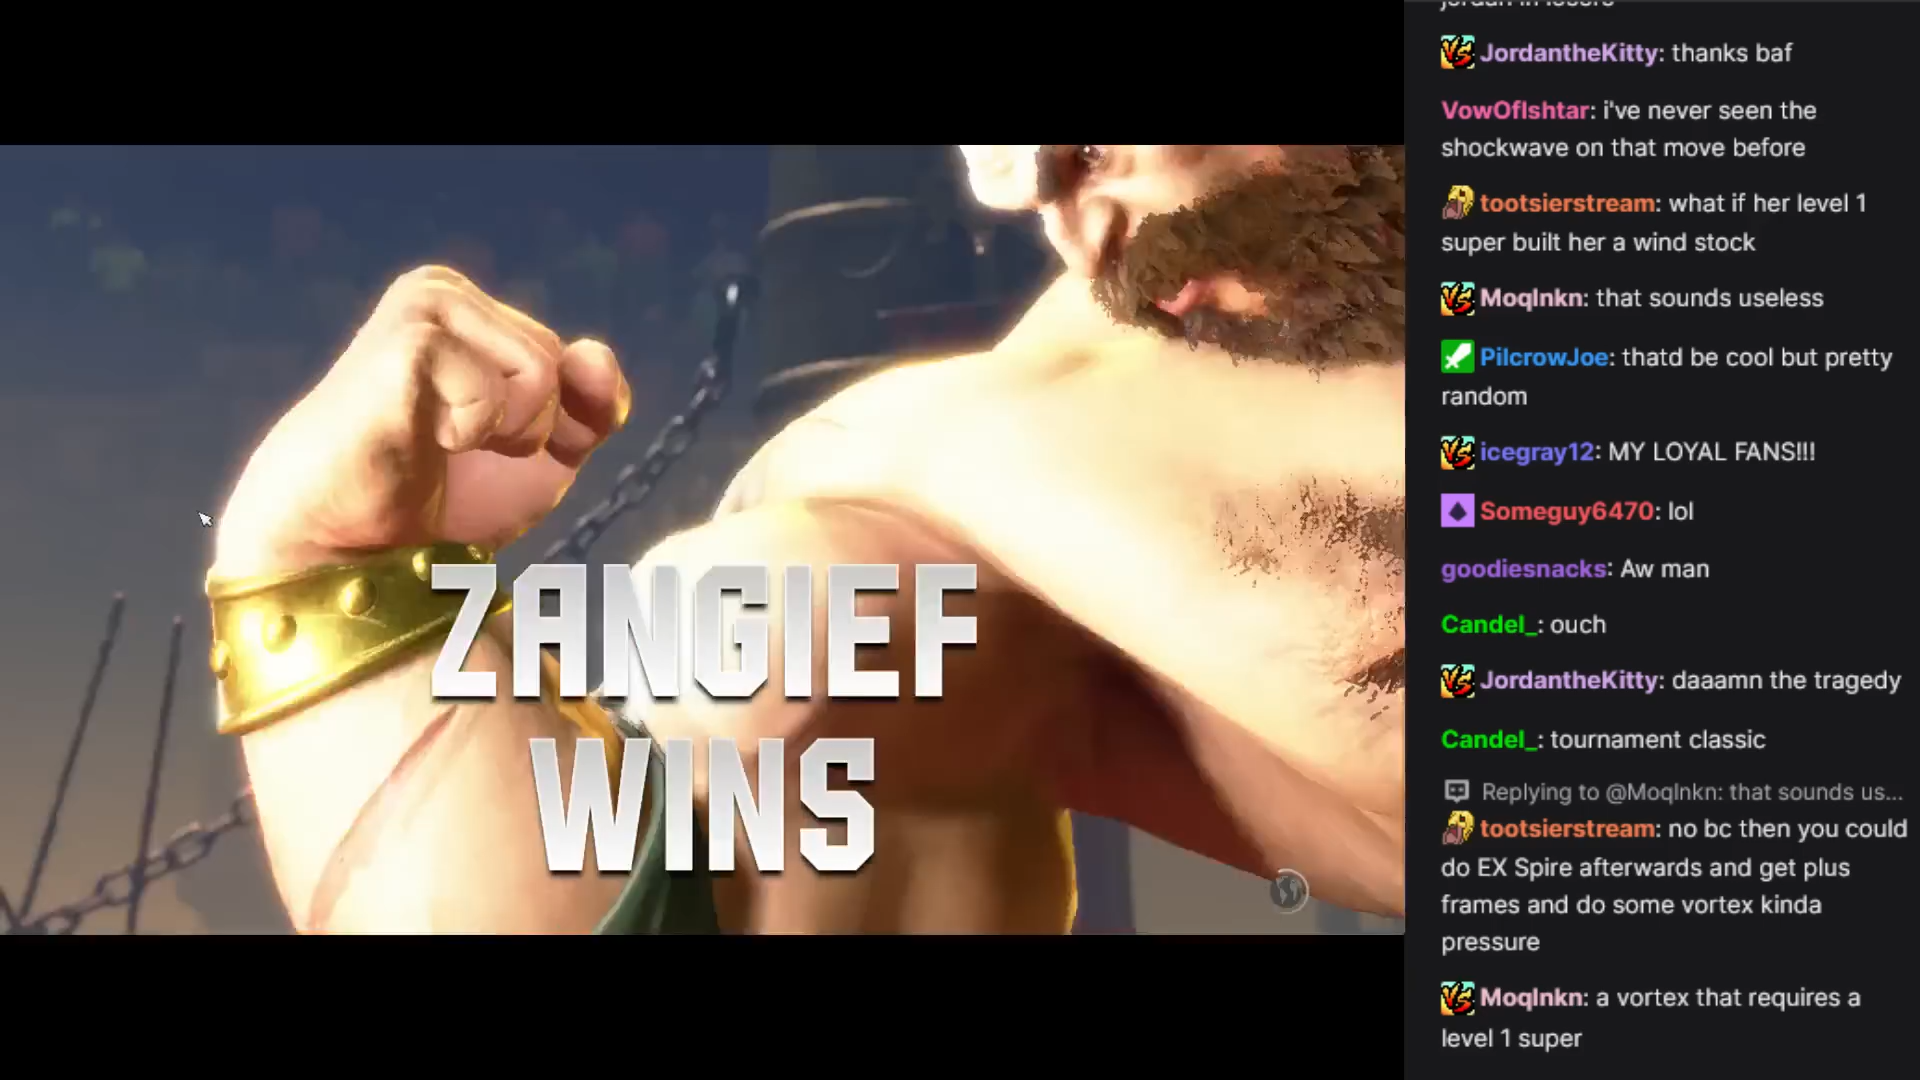 ZANGIEF
WINS
JordantheKitty: thanks baf
VowOfIshtar: i've never seen the
shockwave on that move before
tootsierstream: what if her level 1
super built her a wind stock
MoqInkn: that sounds useless
PilcrowJoe: thatd be cool but pretty
random
icegray12: MY LOYAL FANS!!!
Someguy6470: lol
goodiesnacks: Aw man
Candel_: ouch
JordantheKitty: daaamn the tragedy
Candel_: tournament classic
Replying to @MoqInkn: that sounds us...
tootsierstream: no bc then you could
do EX Spire afterwards and get plus
frames and do some vortex kinda
pressure
MoqInkn: a vortex that requires a
level 1 super